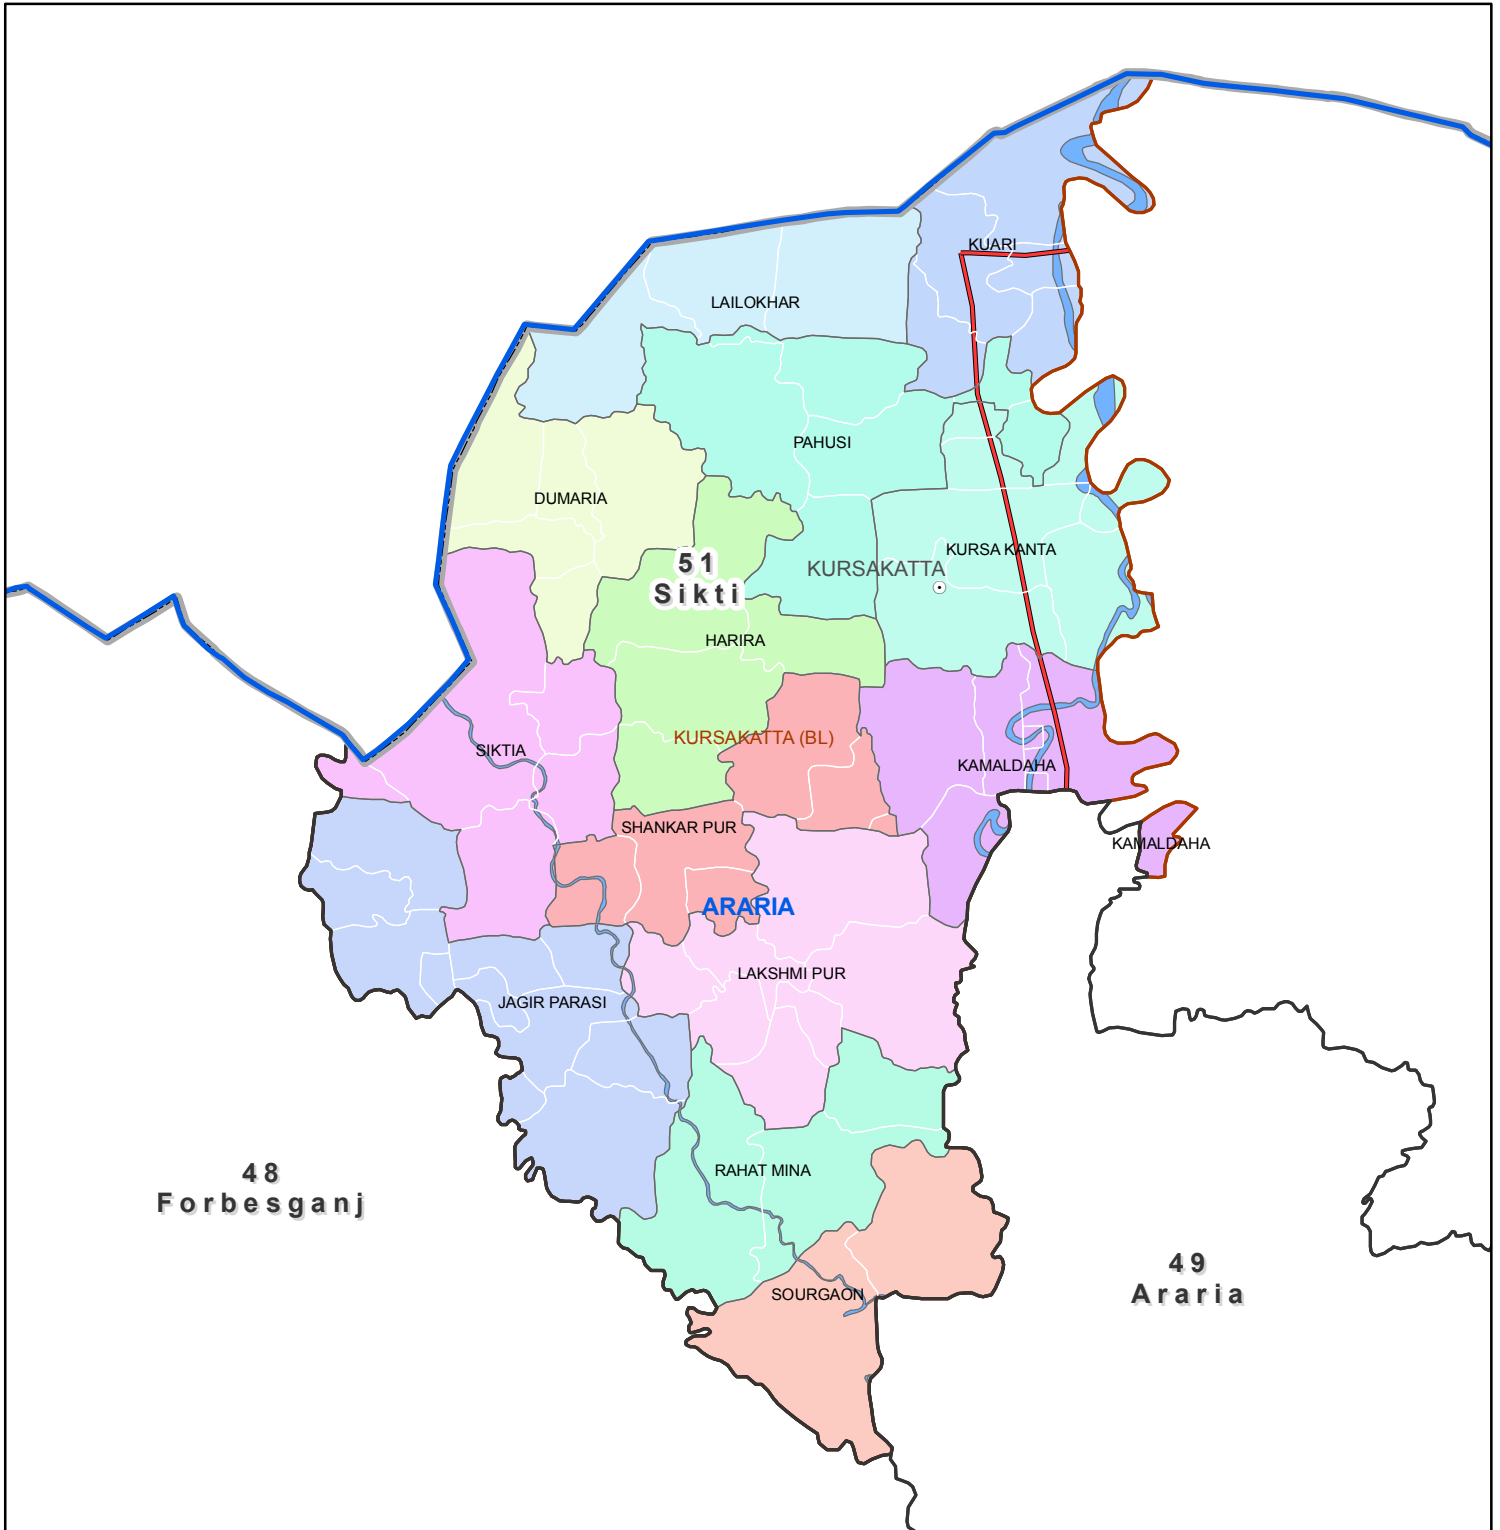 KUARI
LAILOKHAR
PAHUSI
DUMARIA
KURSA KANTA
51
Sikti
KURSAKATTA
HARIRA
KURSAKATTA (BL)
SIKTIA
KAMALDAHA
SHANKAR PUR
KAMALDAHA
ARARIA
LAKSHMI PUR
JAGIR PARASI
RAHAT MINA
48
Forbesganj
49
Araria
SOURGAON